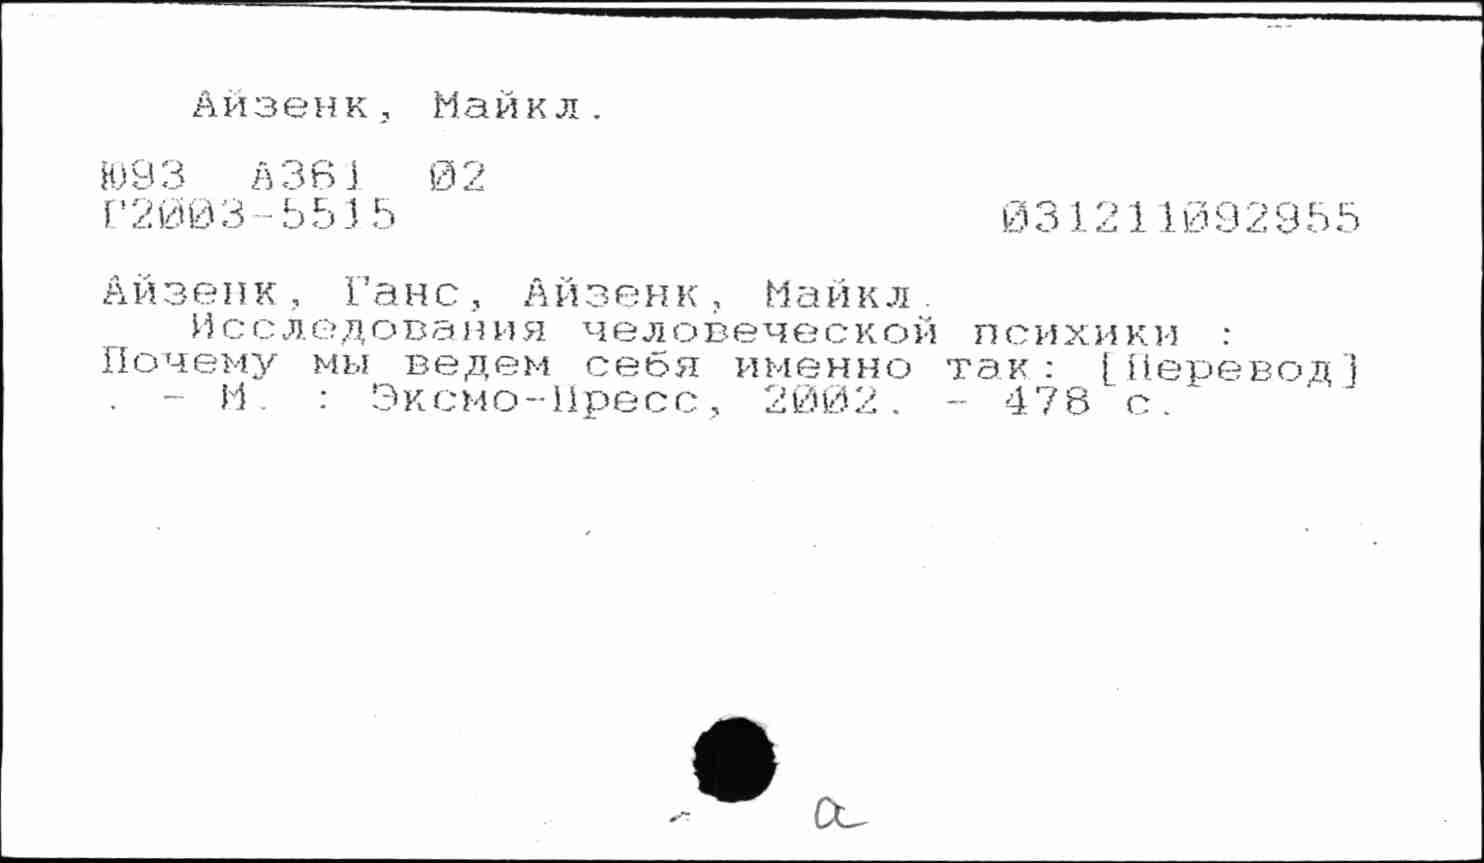 Айзенк, Майкл.
Ю93 А361 02
Г2003-5515 031211092955
Айзенк, Ганс, Айзенк, Майкл.
Исследования человеческой психики :
Почему мы ведем себя именно так: [Перевод]
. - М. : Эксмо-Пресс, 2002. - 478 с.
а